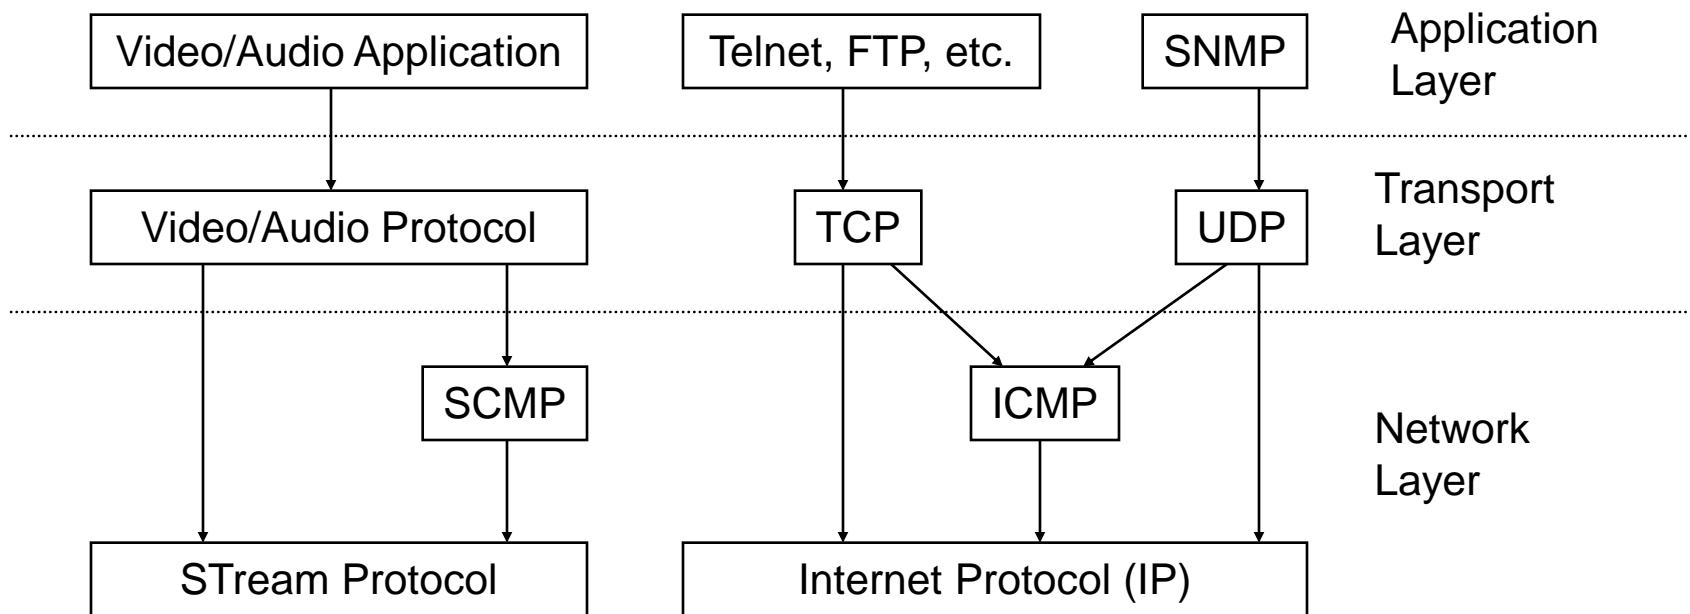 Video/Audio Application
Telnet, FTP, etc.
SNMP
Application
Layer
Video/Audio Protocol
TCP
UDP
Transport
Layer
SCMP
ICMP
Network
Layer
STream Protocol
Internet Protocol (IP)